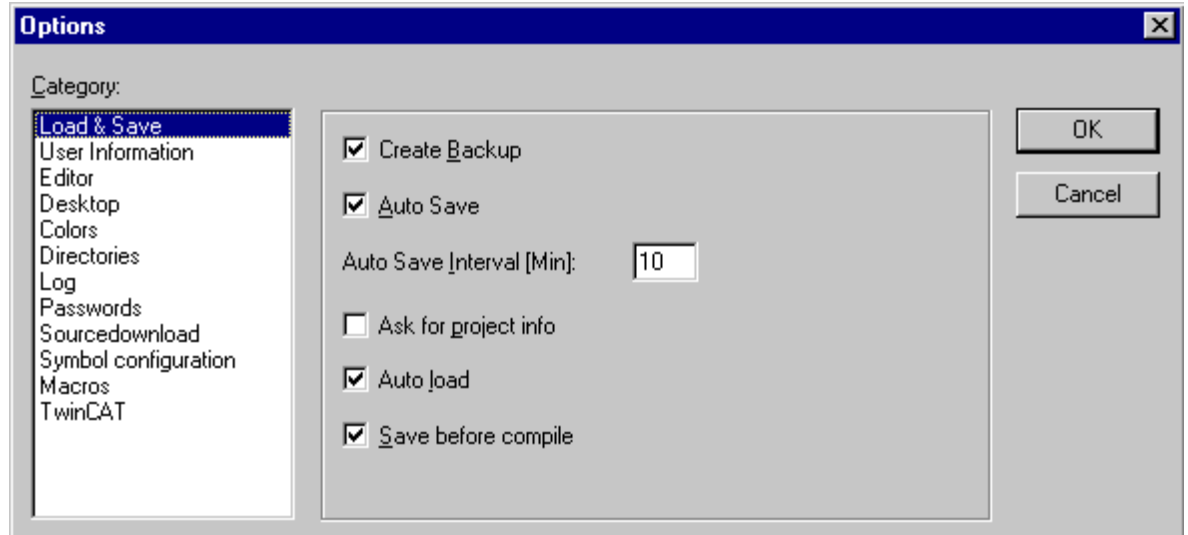 Options
Category:
Load & Save
User Information
Editor
Desktop
Colors
Directories
Log
Passwords
Sourcedownload
Symbol configuration
Macros
TwinCAT
Create Backup
Auto Save
Auto Save Interval [Min]: 10
Ask for project info
Auto load
Save before compile
OK
Cancel